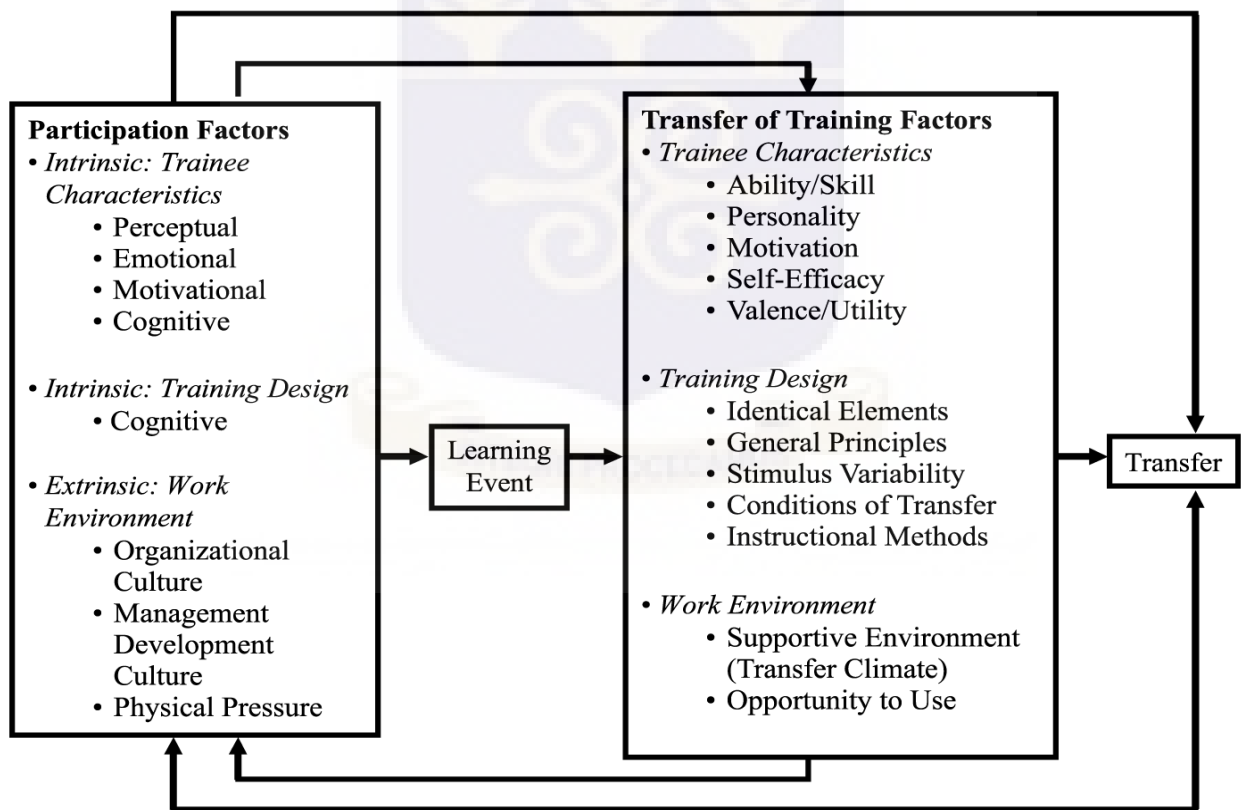 Participation Factors
• Intrinsic: Trainee
Characteristics
• Perceptual
• Emotional
• Motivational
• Cognitive
• Intrinsic: Training Design
• Cognitive
• Extrinsic: Work
Environment
• Organizational
Culture
• Management
Development
Culture
• Physical Pressure
Learning
Event
Transfer of Training Factors
• Trainee Characteristics
• Ability/Skill
• Personality
• Motivation
• Self-Efficacy
• Valence/Utility
• Training Design
• Identical Elements
• General Principles
• Stimulus Variability
• Conditions of Transfer
• Instructional Methods
• Work Environment
• Supportive Environment
(Transfer Climate)
• Opportunity to Use
Transfer